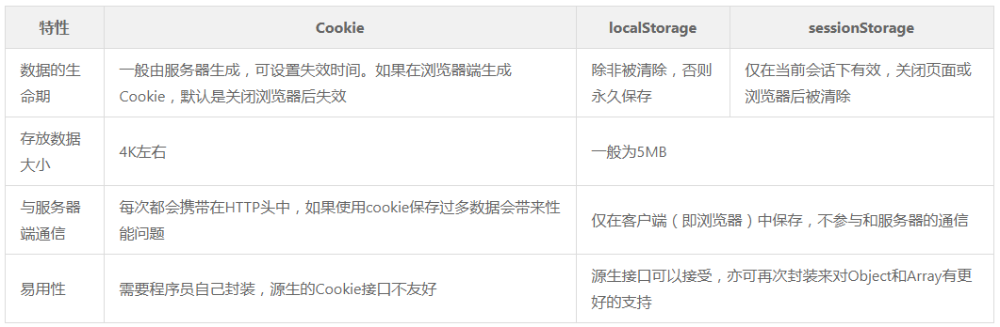 特性
Cookie
localStorage
sessionStorage
数据的生
命期
一般由服务器生成，可设置失效时间。如果在浏览器端生成
Cookie，默认是关闭浏览器后失效
除非被清除，否则
永久保存
仅在当前会话下有效，关闭页面或
浏览器后被清除
存放数据
大小
4K左右
一般为5MB
与服务器
端通信
每次都会携带在HTTP头中，如果使用cookie保存过多数据会带来性
能问题
仅在客户端（即浏览器）中保存，不参与和服务器的通信
易用性
需要程序员自己封装，源生的Cookie接口不友好
源生接口可以接受，亦可再次封装来对Object和Array有更
好的支持